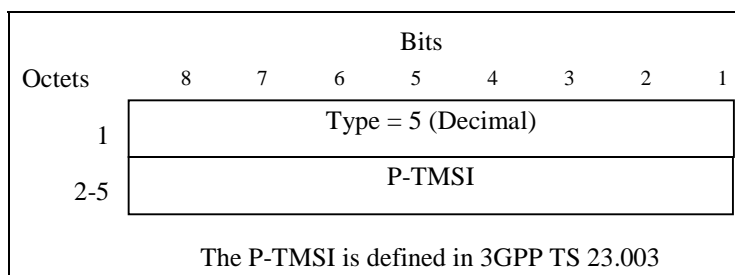 Bits
Octets 8 7 6 5 4 3 2 1
1 Type = 5 (Decimal)
2-5 P-TMSI
The P-TMSI is defined in 3GPP TS 23.003